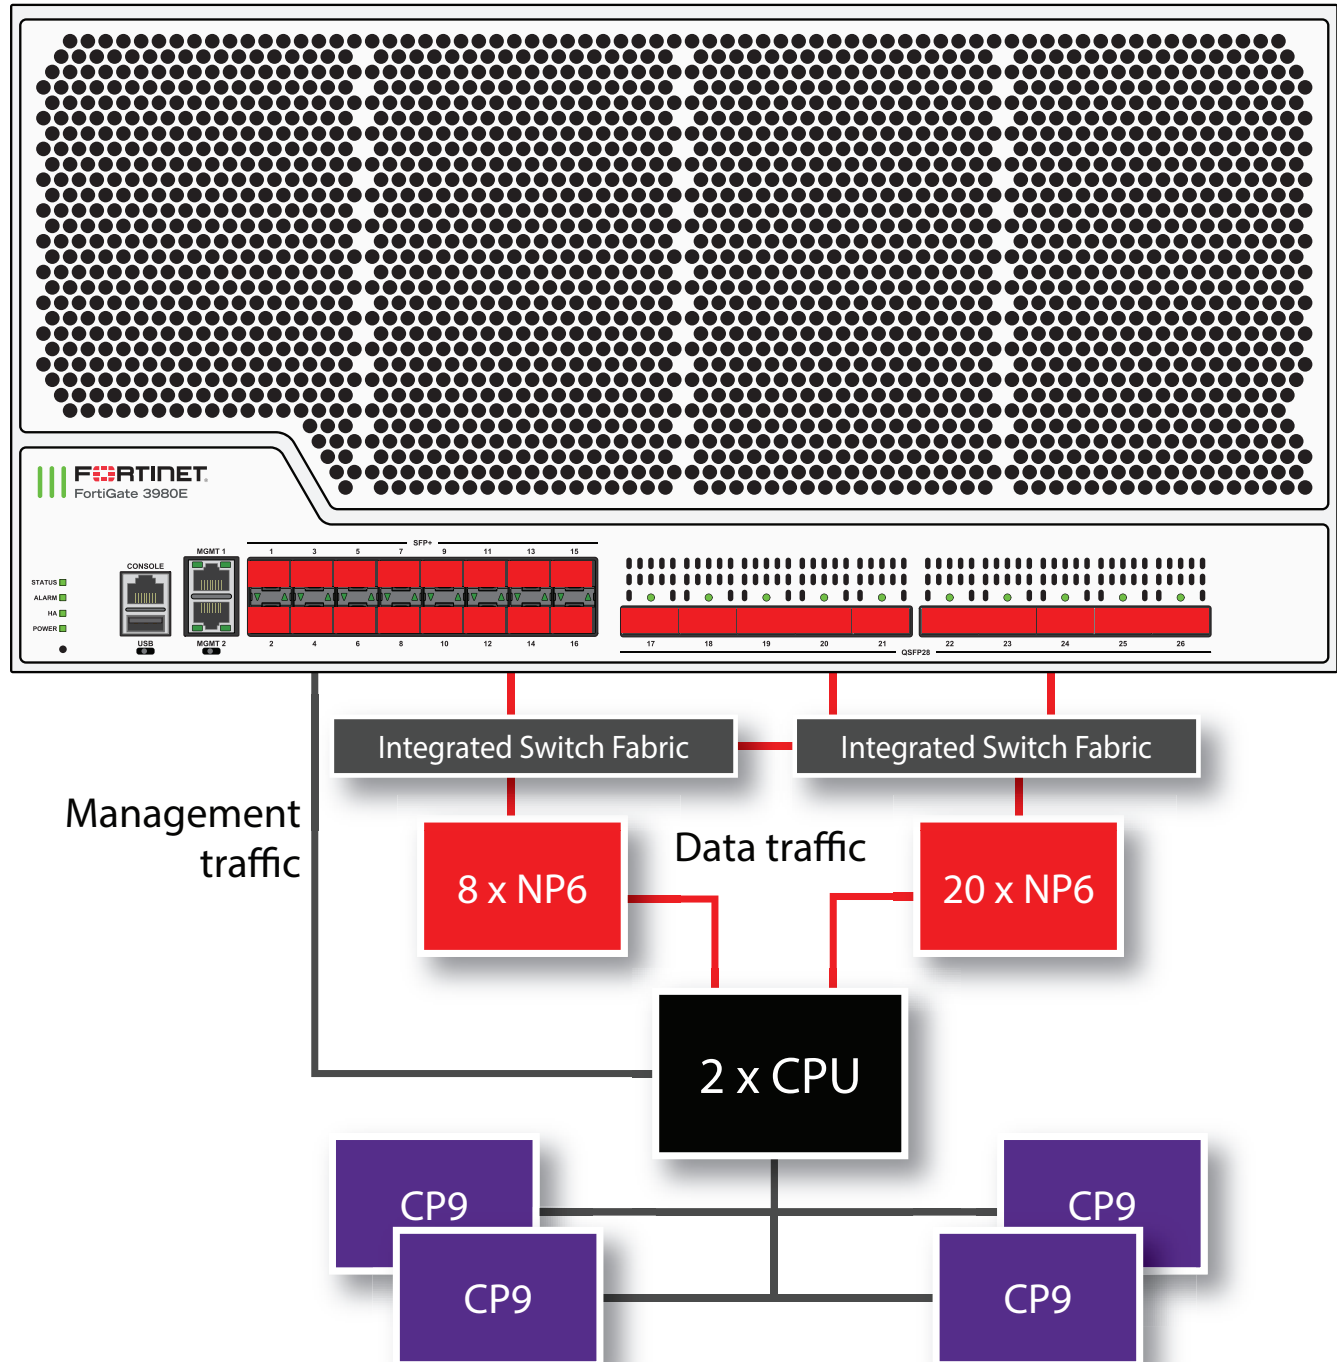 FORTINET
FortiGate 3980E
SFP+
MGMT 1
1 3 5 7 9 11 13 15
CONSOLE
STATUS
ALARM
HA
POWER
USB
MGMT 2
2 4 6 8 10 12 14 16
17 18 19 20 21 22 23 24 25 26
QSFP28
Integrated Switch Fabric
Integrated Switch Fabric
Management
traffic
Data traffic
8 x NP6
20 x NP6
2 x CPU
CP9
CP9
CP9
CP9